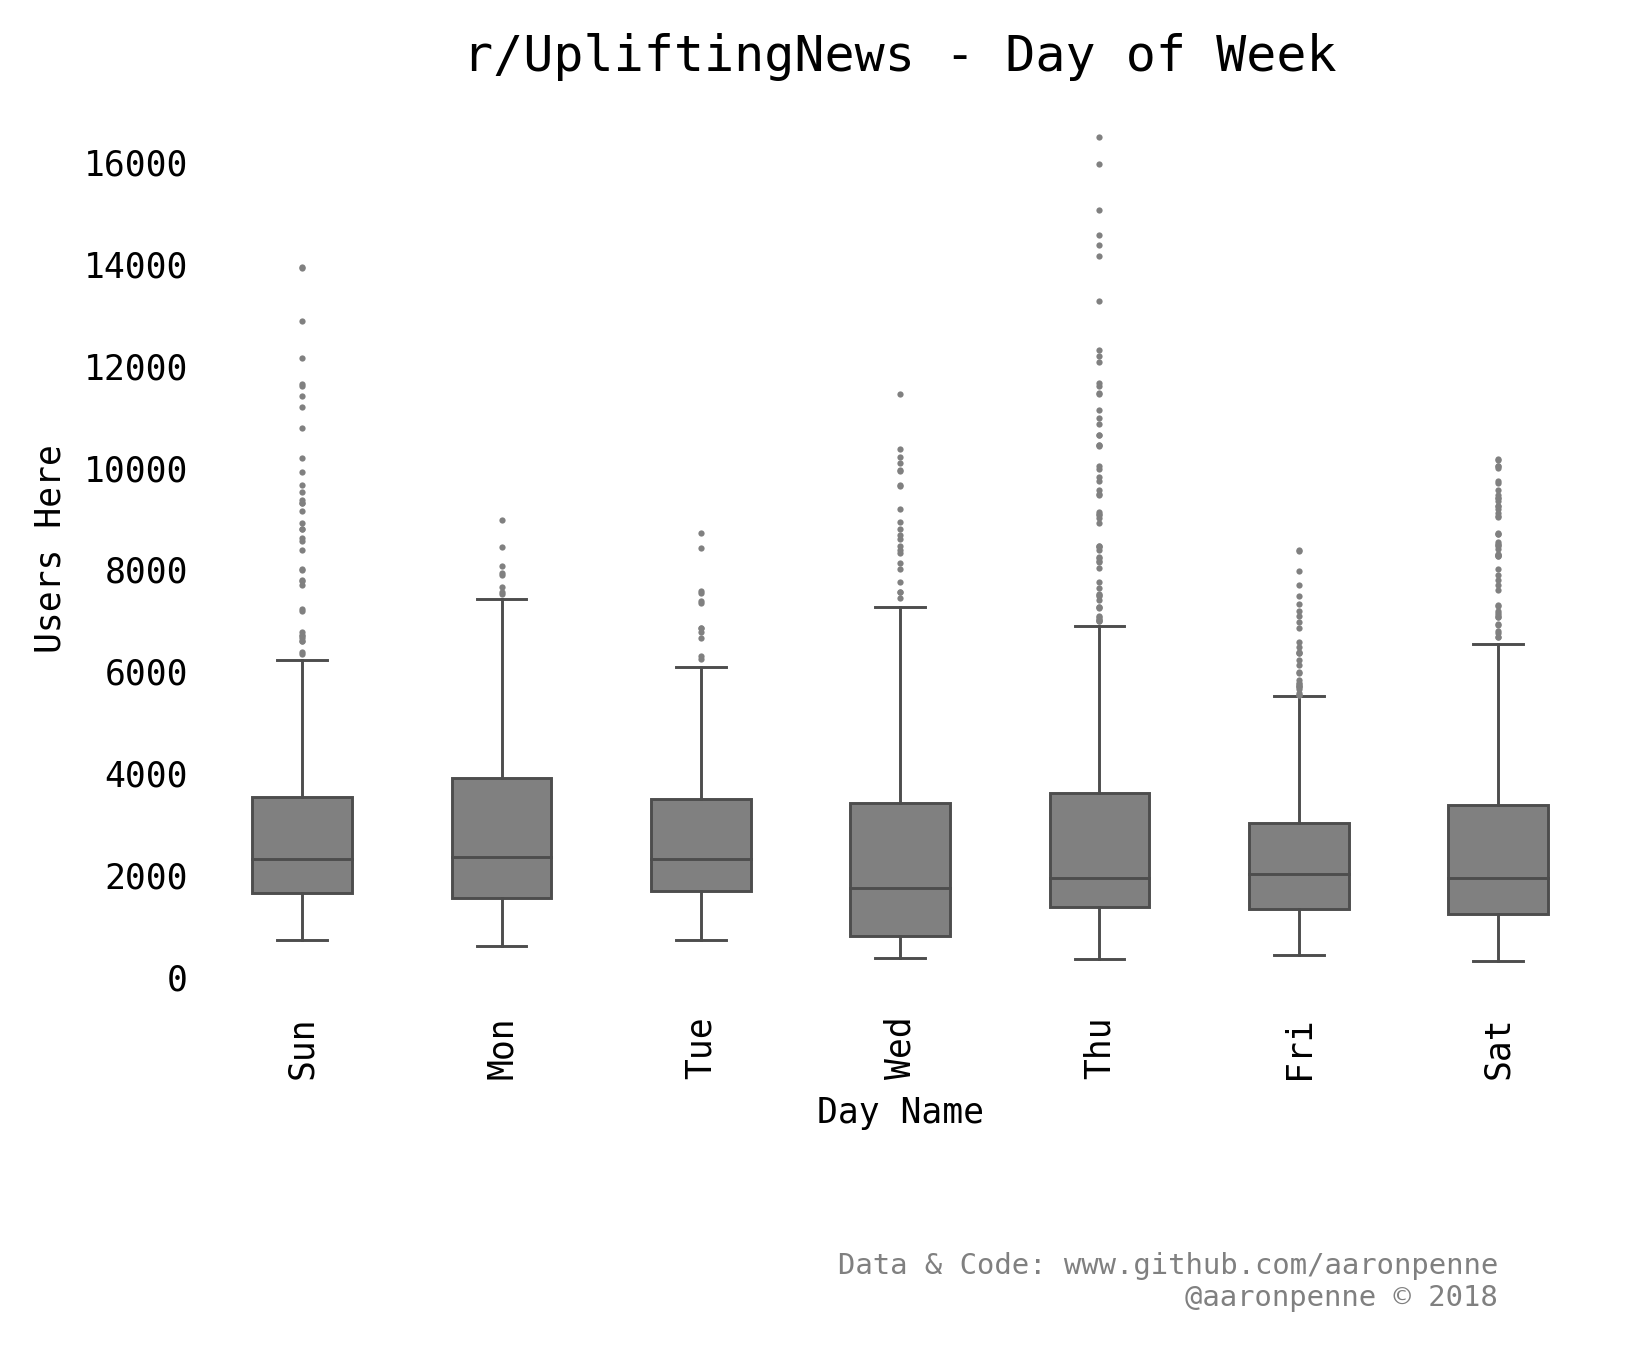 r/UpliftingNews - Day of Week
Users Here
16000
14000
12000
10000
8000
6000
4000
2000
0
Sun
Mon
Tue
Wed
Thu
Fri
Sat
Day Name
Data & Code: www.github.com/aaronpenne
@aaronpenne © 2018